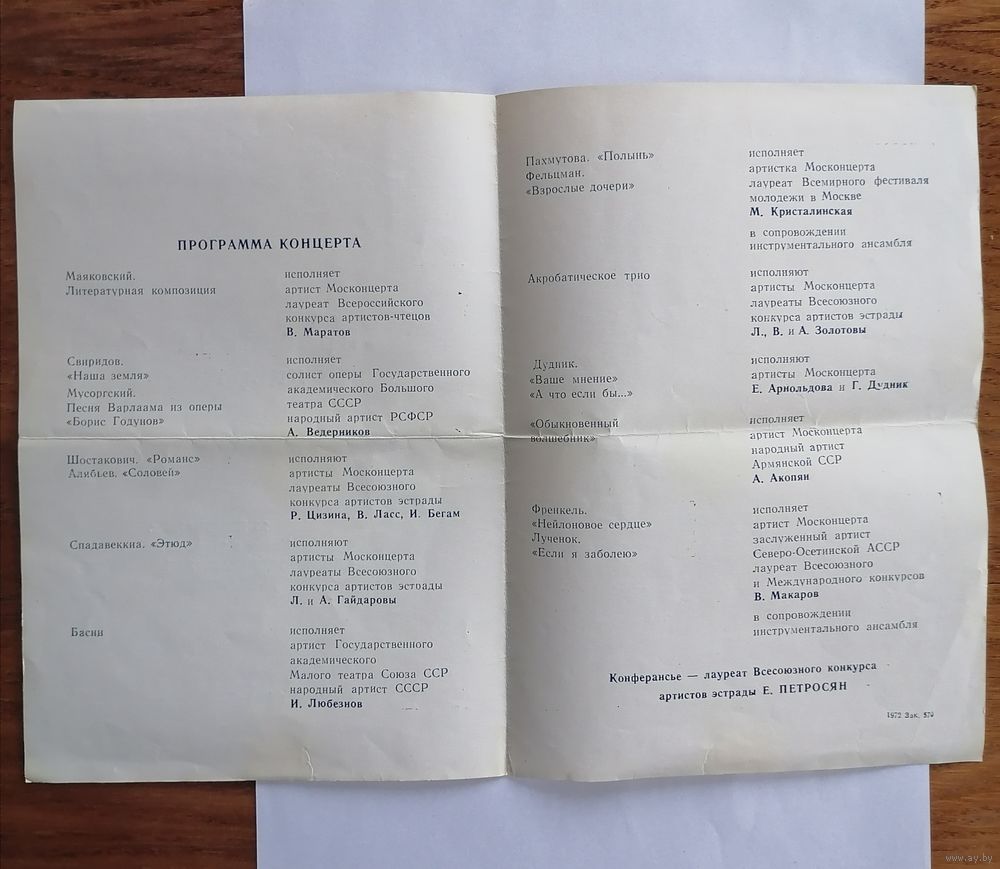 ПРОГРАММА КОНЦЕРТА
Маяковский.
Литературная композиция
исполняет
артист Москонцерта
лауреат Всероссийского
конкурса артистов-чтецов
В. Маратов
Свиридов.
«Наша земля»
Мусоргский.
Песня Варлаама из оперы
«Борис Годунов»
исполняет
солист оперы Государственного
академического Большого
театра СССР
народный артист РСФСР
А. Ведерников
Шостакович. «Романс»
Алябьев. «Соловей»
исполняют
артисты Москонцерта
лауреаты Всесоюзного
конкурса артистов эстрады
Р. Цизина, В. Ласс, И. Бегам
Спадавеккиа. «Этюд»
исполняют
артисты Москонцерта
лауреаты Всесоюзного
конкурса артистов эстрады
Л. и А. Гайдаровы
Басни
исполняет
артист Государственного
академического
Малого театра Союза ССР
народный артист СССР
И. Любезнов
Пахмутова. «Полынь»
Фельцман.
«Взрослые дочери»
исполняет
артистка Москонцерта
лауреат Всемирного фестиваля
молодежи в Москве
М. Кристалинская
в сопровождении
инструментального ансамбля
Акробатическое трио
исполняют
артисты Москонцерта
лауреаты Всесоюзного
конкурса артистов эстрады
Л., В. и А. Золотовы
Дудник.
«Ваше мнение»
«А что если бы...»
исполняют
артисты Москонцерта
Е. Арнольдова и Г. Дудник
«Обыкновенный
волшебник»
исполняет
артист Москонцерта
народный артист
Армянской ССР
А. Акопян
Френкель.
«Нейлоновое сердце»
Лученок.
«Если я заболею»
исполняет
артист Москонцерта
заслуженный артист
Северо-Осетинской АССР
лауреат Всесоюзного
и Международного конкурсов
В. Макаров
в сопровождении
инструментального ансамбля
Конферансье — лауреат Всесоюзного конкурса
артистов эстрады Е. ПЕТРОСЯН
1972 Зак. 570
www.ay.by